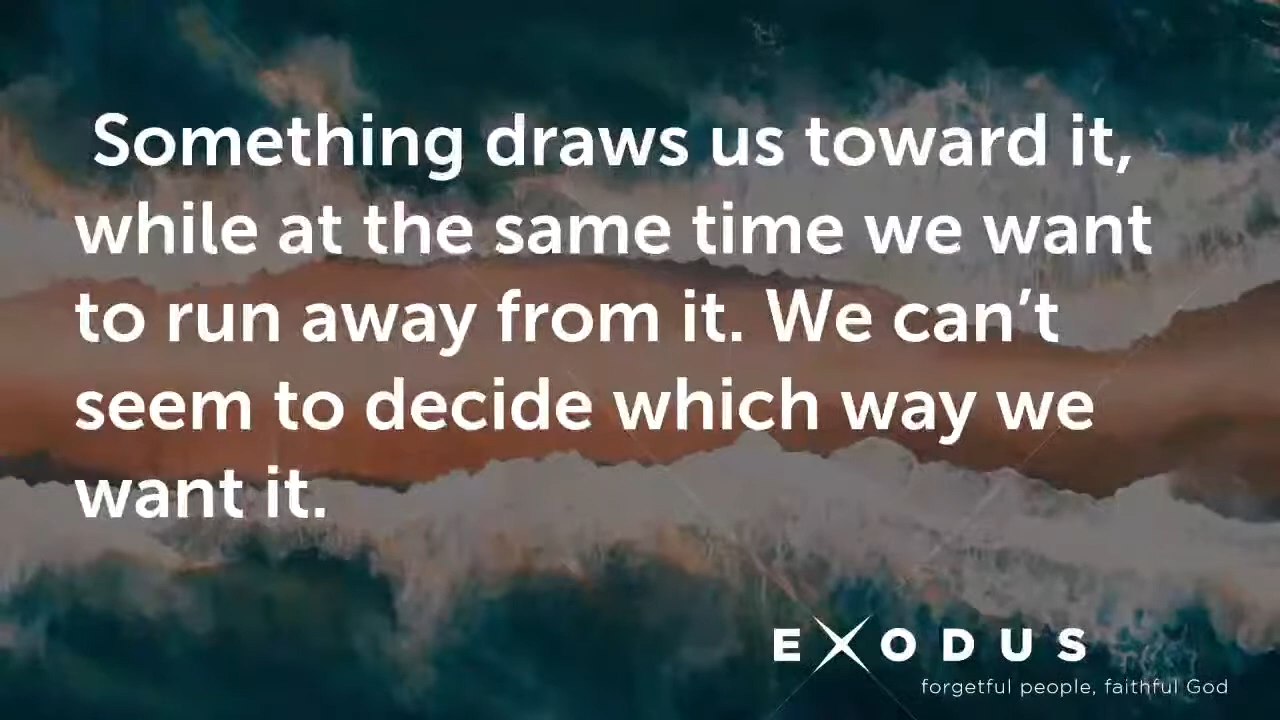 Something draws us toward it,
while at the same time we want
to run away from it. We can’t
seem to decide which way we
want it.
EXODUS
forgetful people, faithful God